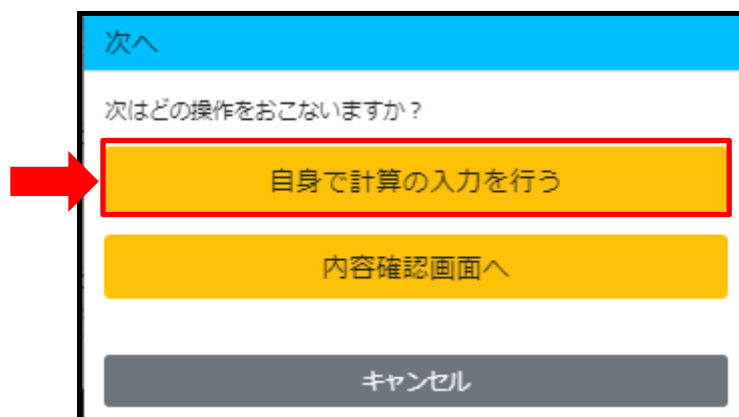 次へ
次はどの操作をおこないますか？
自身で計算の入力を行う
内容確認画面へ
キャンセル